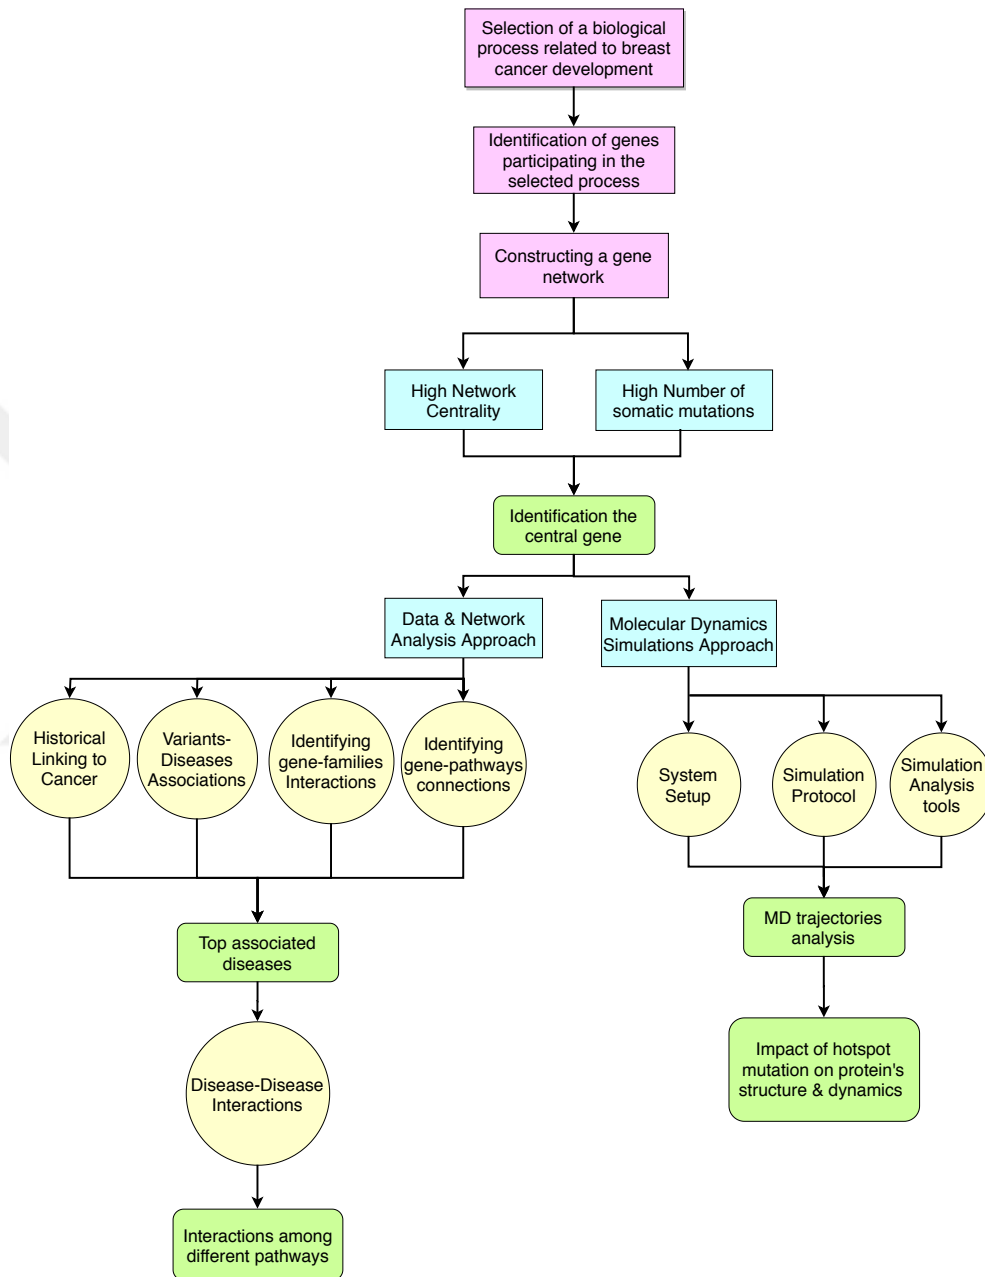 Selection of a biological
process related to breast
cancer development
Identification of genes
participating in the
selected process
Constructing a gene
network
High Network
Centrality
High Number of
somatic mutations
Identification the
central gene
Data & Network
Analysis Approach
Molecular Dynamics
Simulations Approach
Historical
Linking to
Cancer
Variants-
Diseases
Associations
Identifying
gene-families
Interactions
Identifying
gene-pathways
connections
System
Setup
Simulation
Protocol
Simulation
Analysis
tools
Top associated
diseases
MD trajectories
analysis
Disease-Disease
Interactions
Impact of hotspot
mutation on protein's
structure & dynamics
Interactions among
different pathways